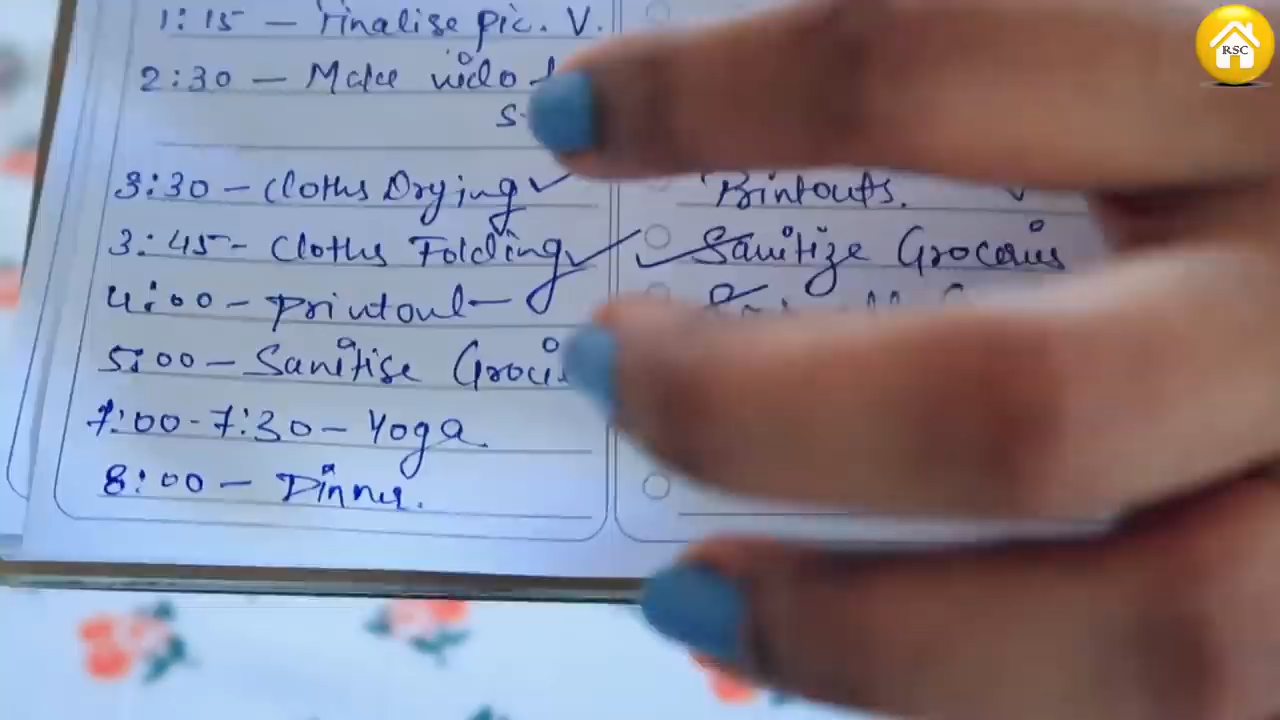 1:15 – Finalise pic. V.
2:30 – Make video
3:30 – Cloths Drying ✓
3:45 – Cloths Folding ✓
4:00 – printout –
5:00 – Sanitise
7:00-7:30 – Yoga
8:00 – Dinner.
Printouts.
Sanitize Groceries
RSC